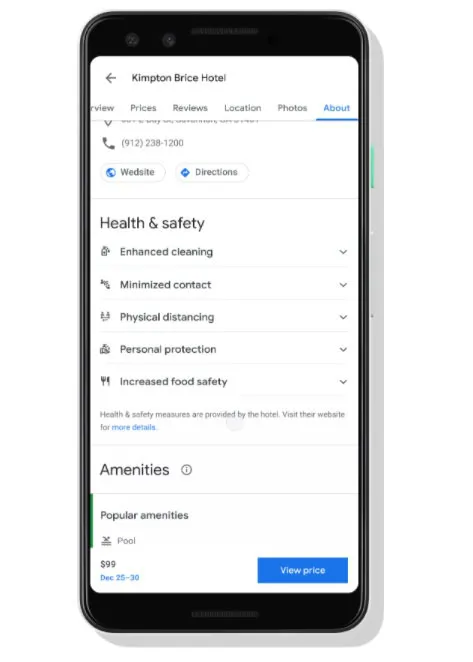 Kimpton Brice Hotel
rview Prices Reviews Location Photos About
(912) 238-1200
Wedsite Directions
Health & safety
Enhanced cleaning
Minimized contact
Physical distancing
Personal protection
Increased food safety
Health & safety measures are provided by the hotel. Visit their website
for more details.
Amenities
Popular amenities
Pool
$99
Dec 25–30
View price